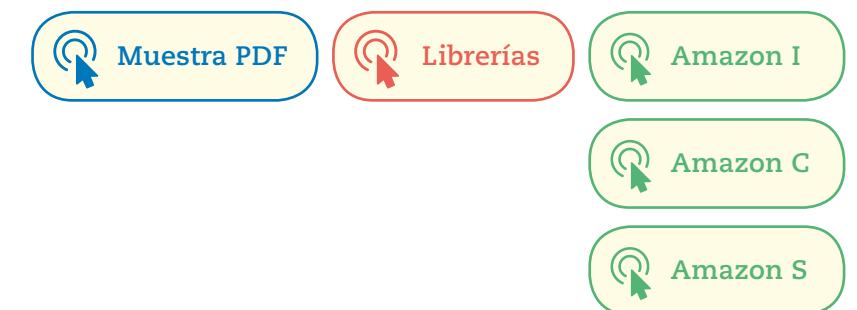 Muestra PDF
Librerías
Amazon I
Amazon C
Amazon S